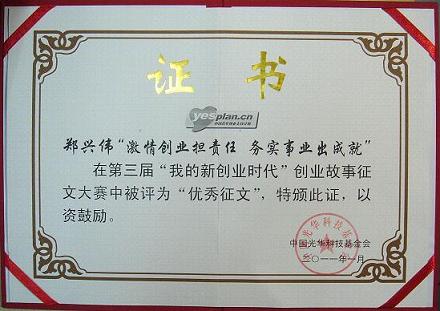 证 书
yesplan.cn
郑兴伟“激情创业担责任 务实事业出成就”
在第三届“我的新创业时代”创业故事征
文大赛中被评为“优秀征文”，特颁此证，以
资鼓励。
中国光华科技基金会
二〇一一年一月